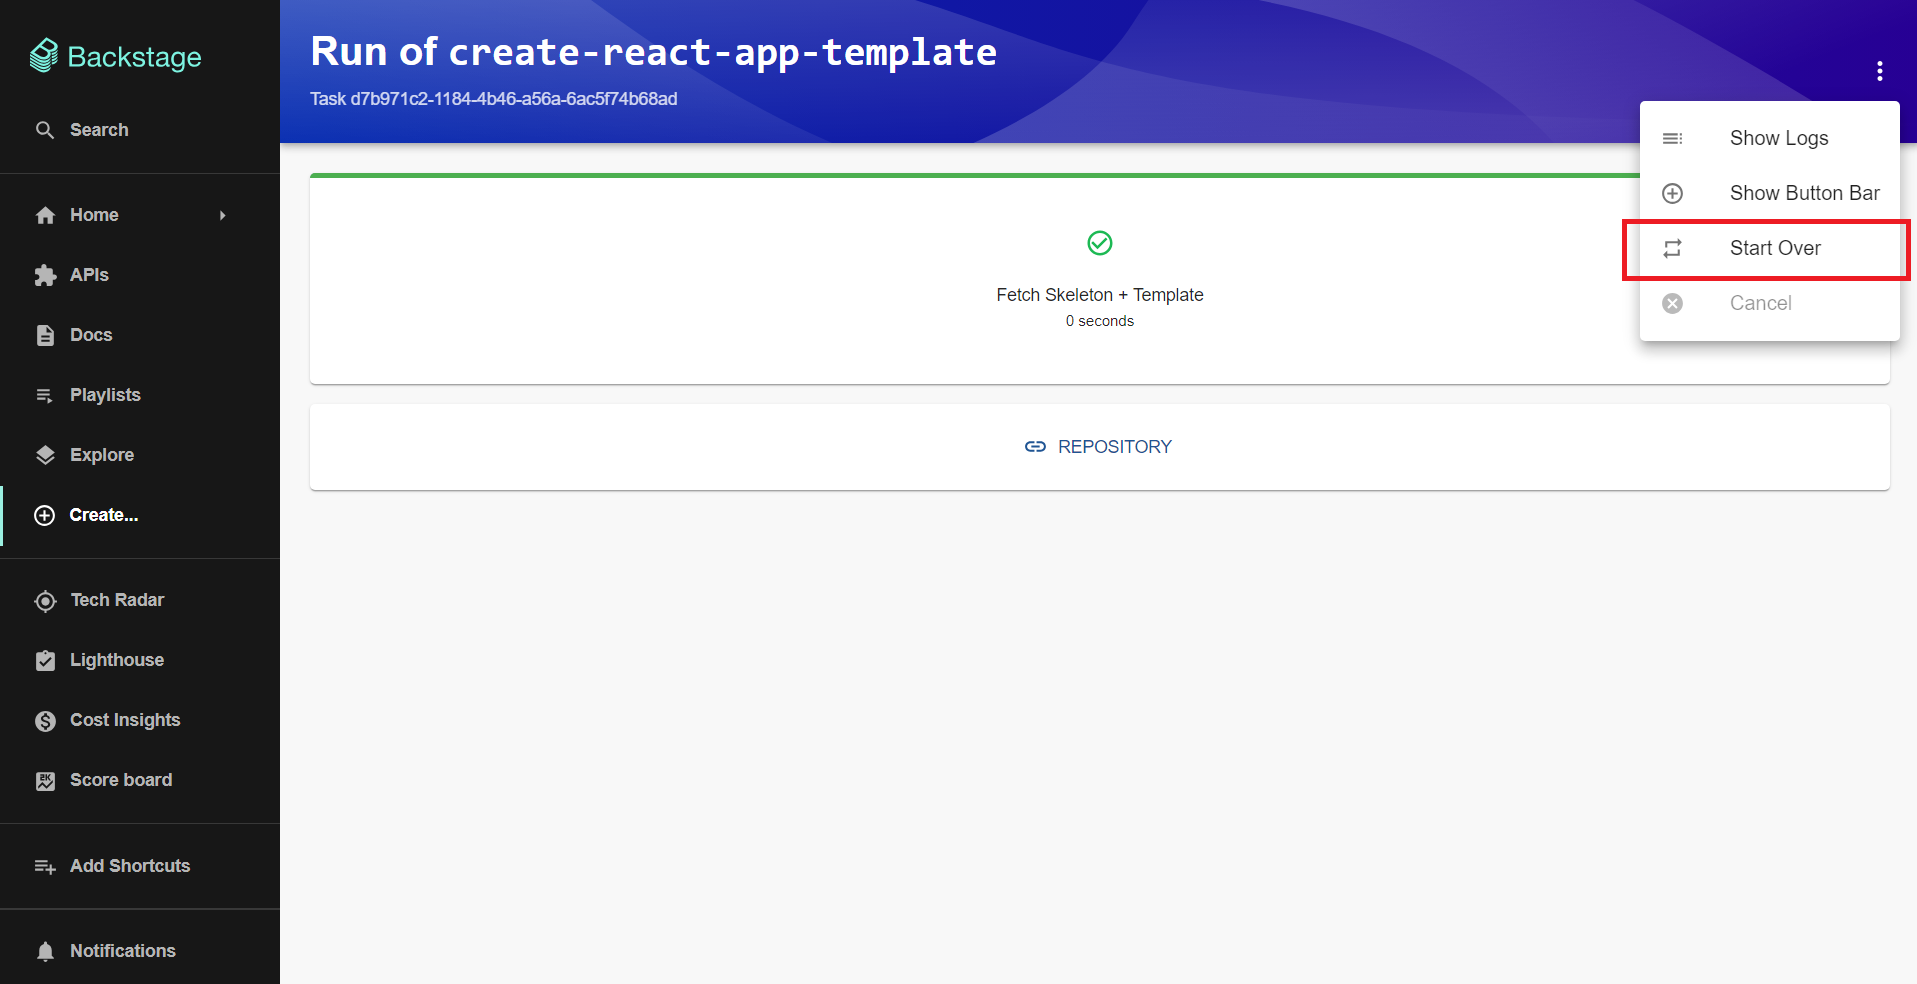 Backstage
Search
Home
APIs
Docs
Playlists
Explore
Create...
Tech Radar
Lighthouse
Cost Insights
Score board
Add Shortcuts
Notifications
Run of create-react-app-template
Task d7b971c2-1184-4b46-a56a-6ac5f74b68ad
Show Logs
Show Button Bar
Start Over
Cancel
Fetch Skeleton + Template
0 seconds
REPOSITORY